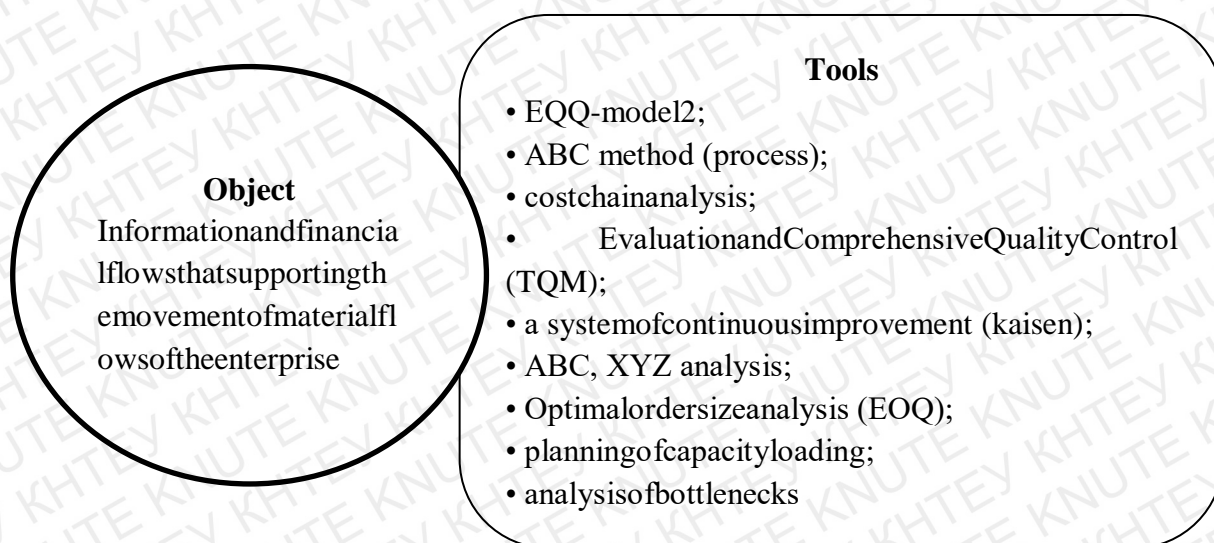 Object
Informationandfinancia
lflowsthatsupportingth
emovementofmaterialfl
owsoftheenterprise
Tools
• EQQ-model2;
• ABC method (process);
• costchainanalysis;
• EvaluationandComprehensiveQualityControl
(TQM);
• a systemofcontinuousimprovement (kaisen);
• ABC, XYZ analysis;
• Optimalordersizeanalysis (EOQ);
• planningofcapacityloading;
• analysisofbottlenecks